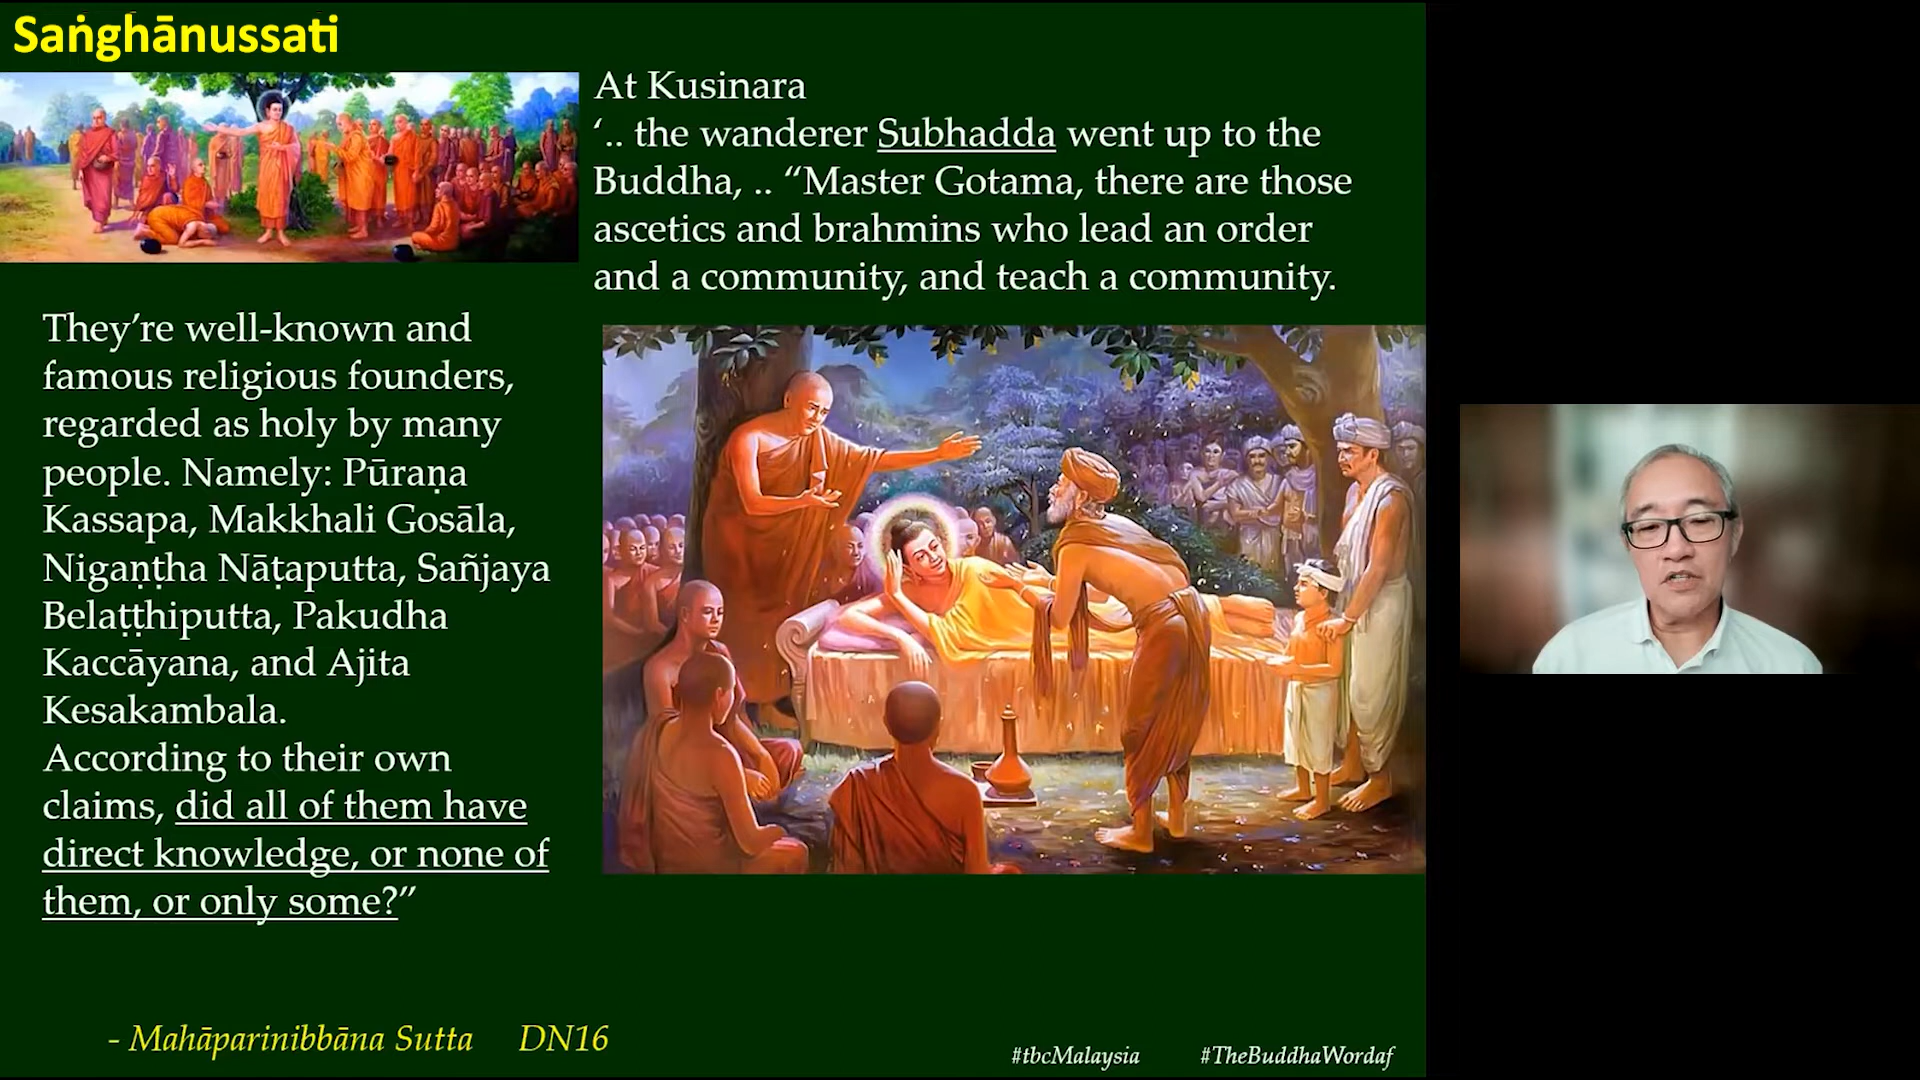 Saṅghānussati
At Kusinara
‘.. the wanderer Subhadda went up to the
Buddha, .. “Master Gotama, there are those
ascetics and brahmins who lead an order
and a community, and teach a community.
They’re well-known and
famous religious founders,
regarded as holy by many
people. Namely: Pūraṇa
Kassapa, Makkhali Gosāla,
Nigaṇṭha Nāṭaputta, Sañjaya
Belaṭṭhiputta, Pakudha
Kaccāyana, and Ajita
Kesakambala.
According to their own
claims, did all of them have
direct knowledge, or none of
them, or only some?”
- Mahāparinibbāna Sutta DN16
#tbcMalaysia #TheBuddhaWordaf